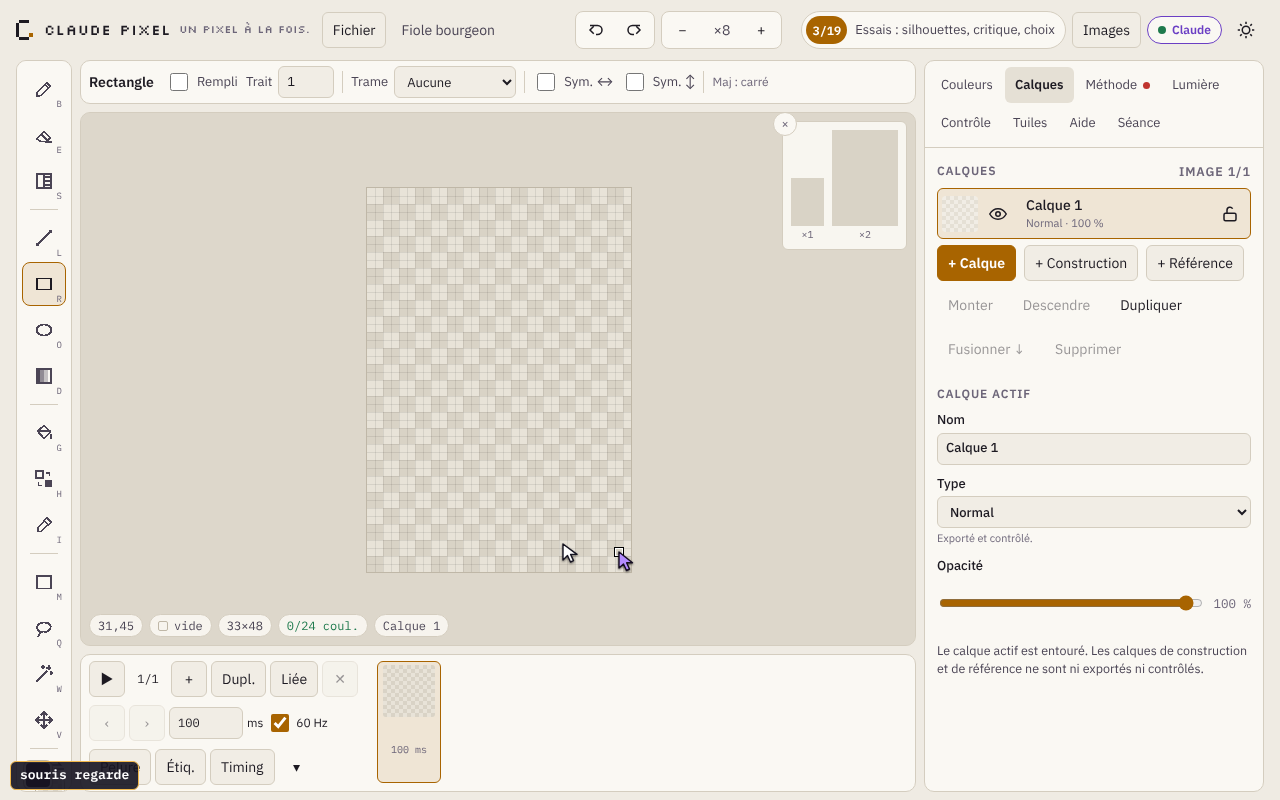 CLAUDE PIXEL UN PIXEL À LA FOIS. Fichier Fiole bourgeon − ×8 + 3/19 Essais : silhouettes, critique, choix Images Claude
Rectangle Rempli Trait 1 Trame Aucune Sym. ↔ Sym. ↕ Maj : carré
B
E
S
L
R
O
D
G
H
I
M
Q
W
V
×
×1 ×2
31,45 vide 33×48 0/24 coul. Calque 1
▶ 1/1 + Dupl. Liée ×
‹ › 100 ms 60 Hz
Étiq. Timing ▼
100 ms
souris regarde
Couleurs Calques Méthode Lumière
Contrôle Tuiles Aide Séance
CALQUES IMAGE 1/1
Calque 1
Normal · 100 %
+ Calque + Construction + Référence
Monter Descendre Dupliquer
Fusionner ↓ Supprimer
CALQUE ACTIF
Nom
Calque 1
Type
Normal
Exporté et contrôlé.
Opacité
100 %
Le calque actif est entouré. Les calques de construction
et de référence ne sont ni exportés ni contrôlés.